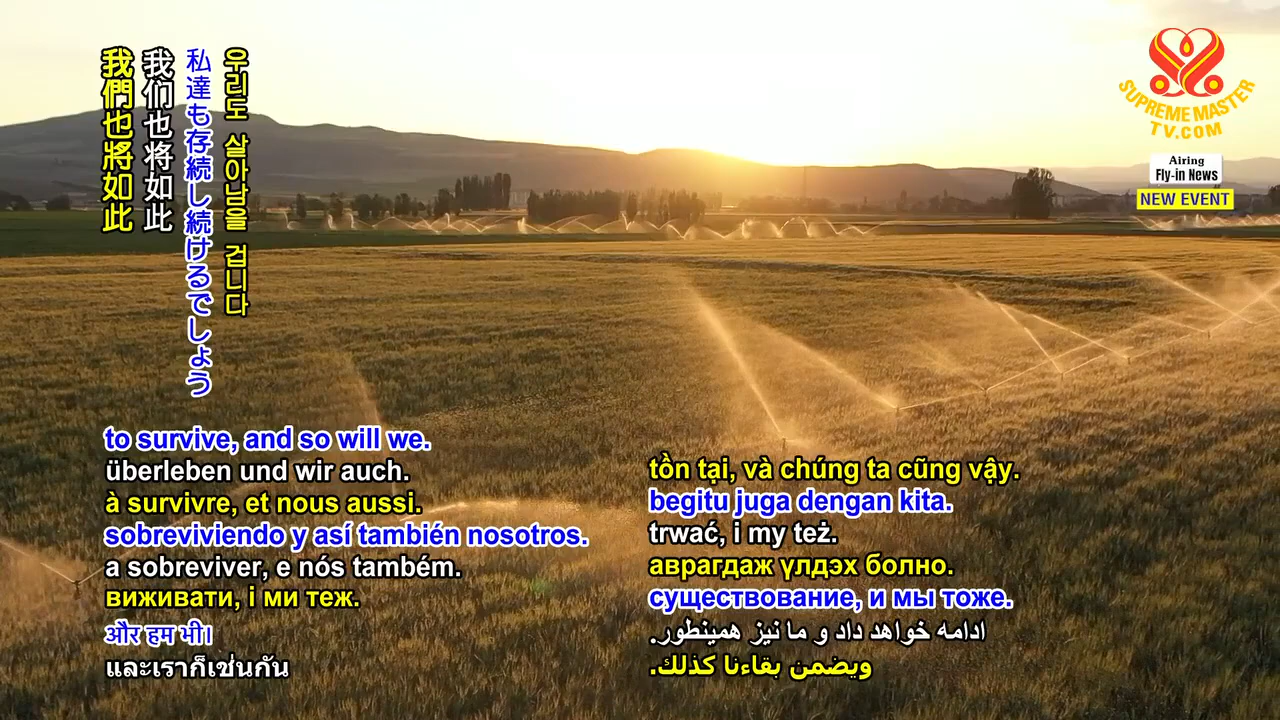 我們也將如此
我们也将如此
私達も存続し続けるでしょう
우리도 살아남을 겁니다
SUPREME MASTER
TV.COM
Airing
Fly-in News
NEW EVENT
to survive, and so will we.
überleben und wir auch.
à survivre, et nous aussi.
sobreviviendo y así también nosotros.
a sobreviver, e nós também.
виживати, і ми теж.
और हम भी।
และเราก็เช่นกัน
tồn tại, và chúng ta cũng vậy.
begitu juga dengan kita.
trwać, i my też.
аврагдаж үлдэх болно.
существование, и мы тоже.
ادامه خواهد داد و ما نیز همینطور.
ويضمن بقاءنا كذلك.